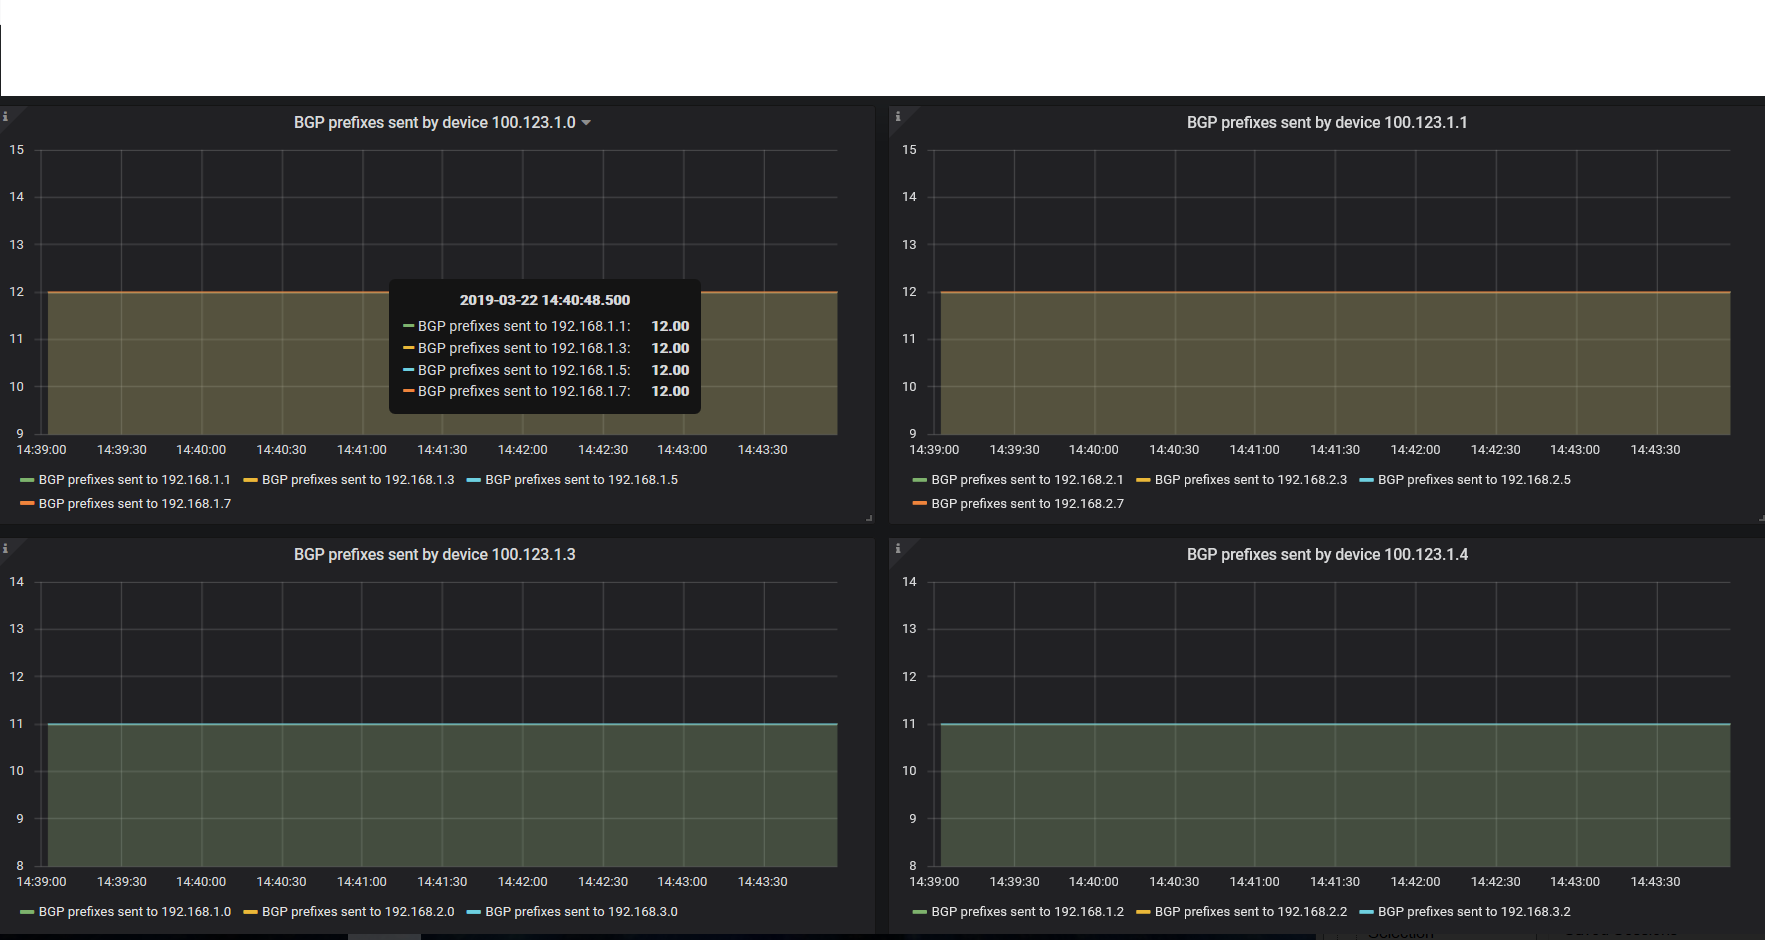 BGP prefixes sent by device 100.123.1.0
15
14
13
12
11
10
9
14:39:00 14:39:30 14:40:00 14:40:30 14:41:00 14:41:30 14:42:00 14:42:30 14:43:00 14:43:30
2019-03-22 14:40:48.500
BGP prefixes sent to 192.168.1.1: 12.00
BGP prefixes sent to 192.168.1.3: 12.00
BGP prefixes sent to 192.168.1.5: 12.00
BGP prefixes sent to 192.168.1.7: 12.00
BGP prefixes sent to 192.168.1.1 BGP prefixes sent to 192.168.1.3 BGP prefixes sent to 192.168.1.5
BGP prefixes sent to 192.168.1.7
BGP prefixes sent by device 100.123.1.1
15
14
13
12
11
10
9
14:39:00 14:39:30 14:40:00 14:40:30 14:41:00 14:41:30 14:42:00 14:42:30 14:43:00 14:43:30
BGP prefixes sent to 192.168.2.1 BGP prefixes sent to 192.168.2.3 BGP prefixes sent to 192.168.2.5
BGP prefixes sent to 192.168.2.7
BGP prefixes sent by device 100.123.1.3
14
13
12
11
10
9
8
14:39:00 14:39:30 14:40:00 14:40:30 14:41:00 14:41:30 14:42:00 14:42:30 14:43:00 14:43:30
BGP prefixes sent to 192.168.1.0 BGP prefixes sent to 192.168.2.0 BGP prefixes sent to 192.168.3.0
BGP prefixes sent by device 100.123.1.4
14
13
12
11
10
9
8
14:39:00 14:39:30 14:40:00 14:40:30 14:41:00 14:41:30 14:42:00 14:42:30 14:43:00 14:43:30
BGP prefixes sent to 192.168.1.2 BGP prefixes sent to 192.168.2.2 BGP prefixes sent to 192.168.3.2